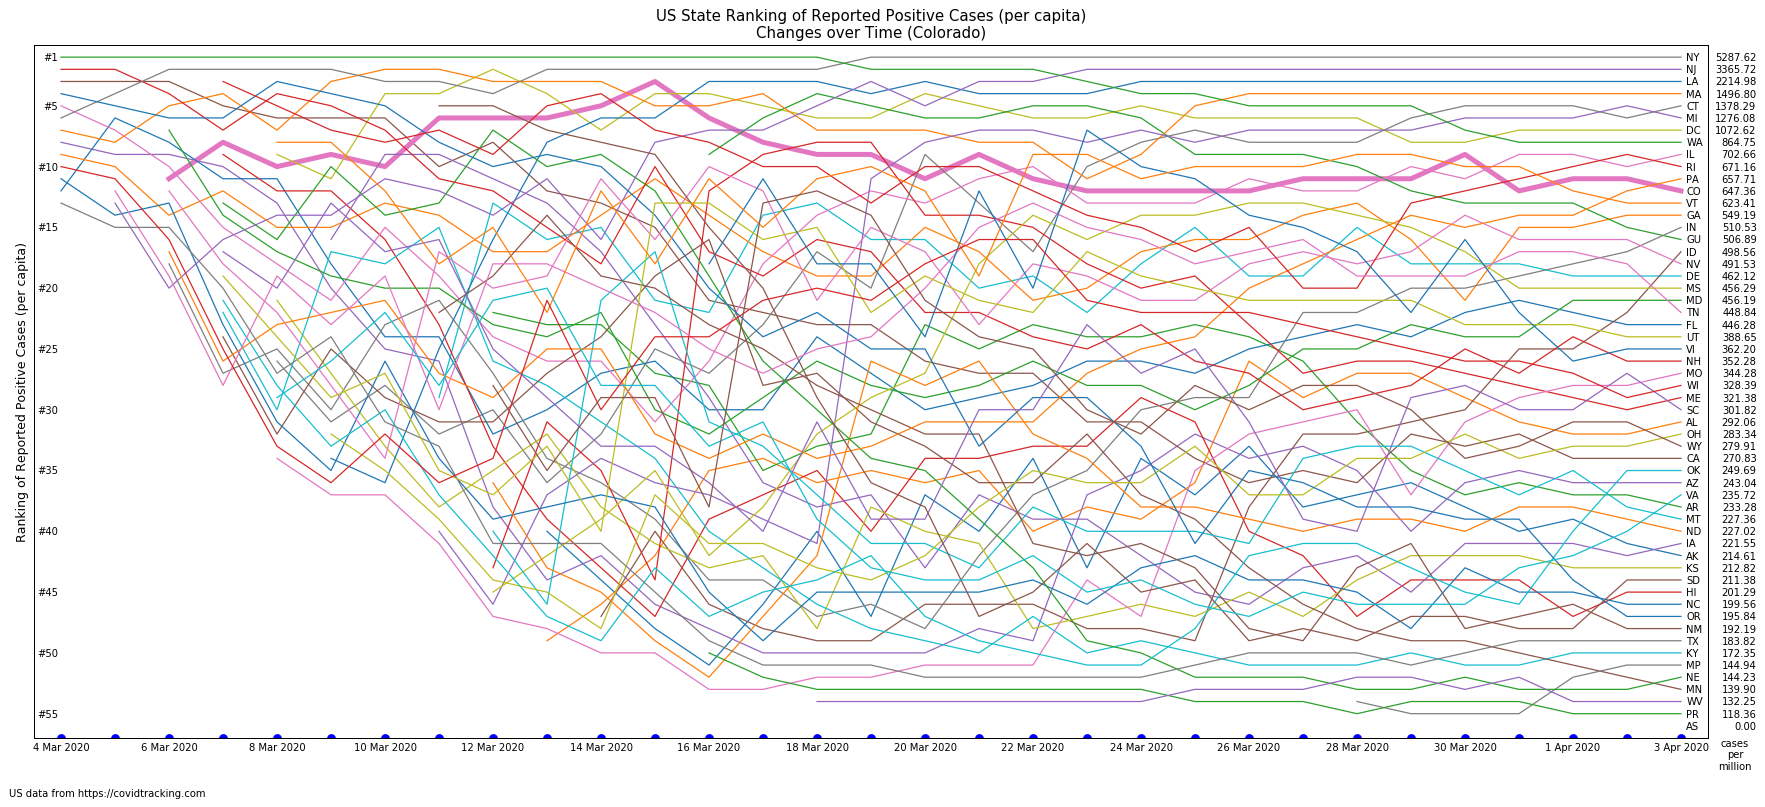 US State Ranking of Reported Positive Cases (per capita)
Changes over Time (Colorado)
Ranking of Reported Positive Cases (per capita)
#1
#5
#10
#15
#20
#25
#30
#35
#40
#45
#50
#55
NY 5287.62
NJ 3365.72
LA 2214.98
MA 1496.80
CT 1378.29
MI 1276.08
DC 1072.62
WA 864.75
IL 702.66
RI 671.16
PA 657.71
CO 647.36
VT 623.41
GA 549.19
IN 510.53
GU 506.89
ID 498.56
NV 491.53
DE 462.12
MS 456.29
MD 456.19
TN 448.84
FL 446.28
UT 388.65
VI 362.20
NH 352.28
MO 344.28
WI 328.39
ME 321.38
SC 301.82
AL 292.06
OH 283.34
WY 279.91
CA 270.83
OK 249.69
AZ 243.04
VA 235.72
AR 233.28
MT 227.36
ND 227.02
IA 221.55
AK 214.61
KS 212.82
SD 211.38
HI 201.29
NC 199.56
OR 195.84
NM 192.19
TX 183.82
KY 172.35
MP 144.94
NE 144.23
MN 139.90
WV 132.25
PR 118.36
AS 0.00
4 Mar 2020 6 Mar 2020 8 Mar 2020 10 Mar 2020 12 Mar 2020 14 Mar 2020 16 Mar 2020 18 Mar 2020 20 Mar 2020 22 Mar 2020 24 Mar 2020 26 Mar 2020 28 Mar 2020 30 Mar 2020 1 Apr 2020 3 Apr 2020
cases
per
million
US data from https://covidtracking.com